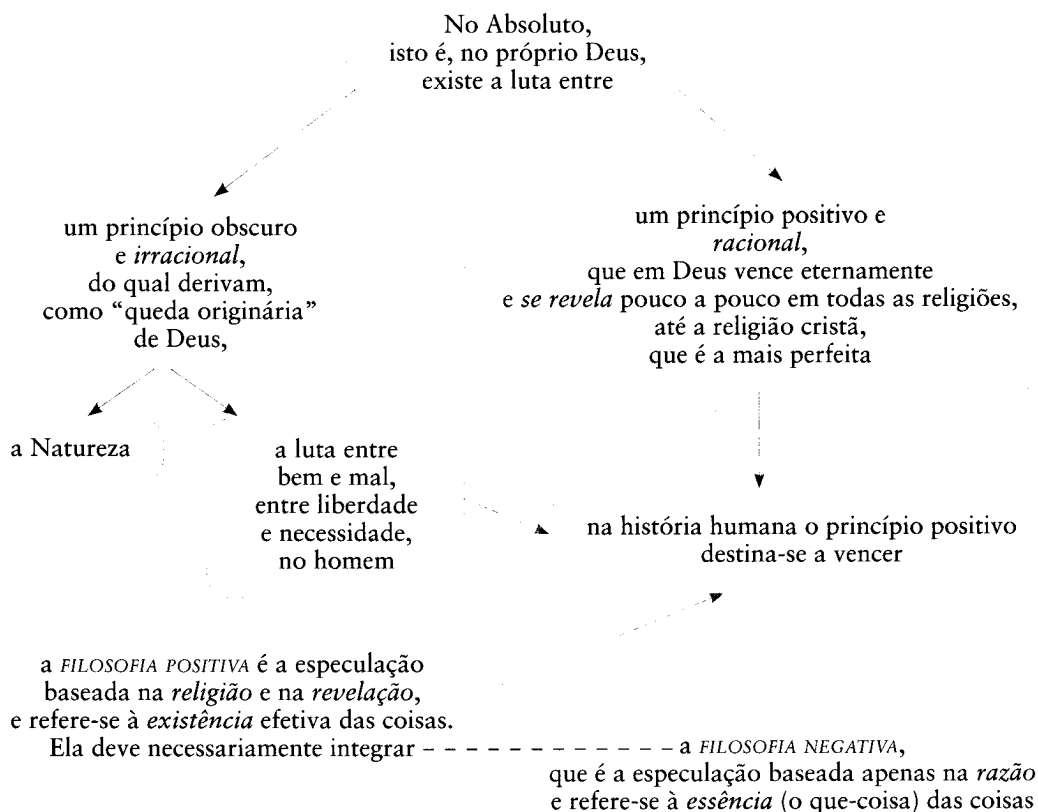 No Absoluto,
isto é, no próprio Deus,
existe a luta entre
um princípio obscuro
e irracional,
do qual derivam,
como “queda originária”
de Deus,
um princípio positivo e
racional,
que em Deus vence eternamente
e se revela pouco a pouco em todas as religiões,
até a religião cristã,
que é a mais perfeita
a Natureza
a luta entre
bem e mal,
entre liberdade
e necessidade,
no homem
na história humana o princípio positivo
destina-se a vencer
a FILOSOFIA POSITIVA é a especulação
baseada na religião e na revelação,
e refere-se à existência efetiva das coisas.
Ela deve necessariamente integrar – – – – – – – – – – – – a FILOSOFIA NEGATIVA,
que é a especulação baseada apenas na razão
e refere-se à essência (o que-coisa) das coisas